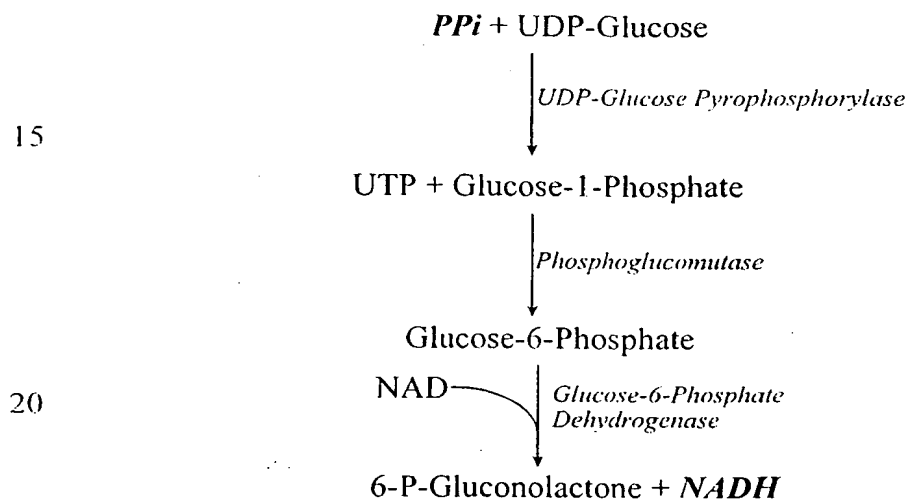 PPi + UDP-Glucose
UDP-Glucose Pyrophosphorylase
15
UTP + Glucose-1-Phosphate
Phosphoglucomutase
Glucose-6-Phosphate
NAD
Glucose-6-Phosphate
Dehydrogenase
20
6-P-Gluconolactone + NADH